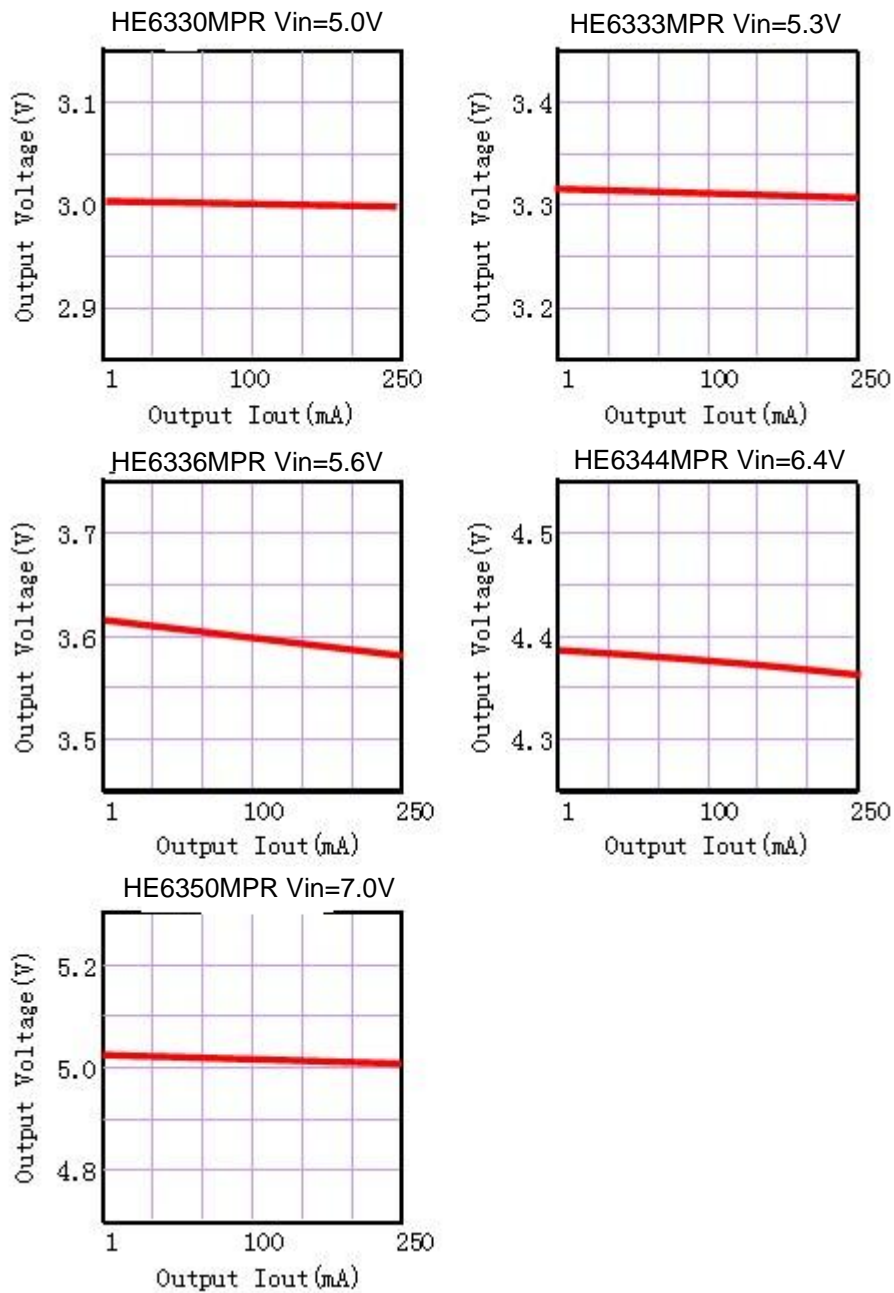 HE6330MPR Vin=5.0V
Output Voltage(V)
3.1
3.0
2.9
1 100 250
Output Iout(mA)
HE6333MPR Vin=5.3V
Output Voltage(V)
3.4
3.3
3.2
1 100 250
Output Iout(mA)
HE6336MPR Vin=5.6V
Output Voltage(V)
3.7
3.6
3.5
1 100 250
Output Iout(mA)
HE6344MPR Vin=6.4V
Output Voltage(V)
4.5
4.4
4.3
1 100 250
Output Iout(mA)
HE6350MPR Vin=7.0V
Output Voltage(V)
5.2
5.0
4.8
1 100 250
Output Iout(mA)